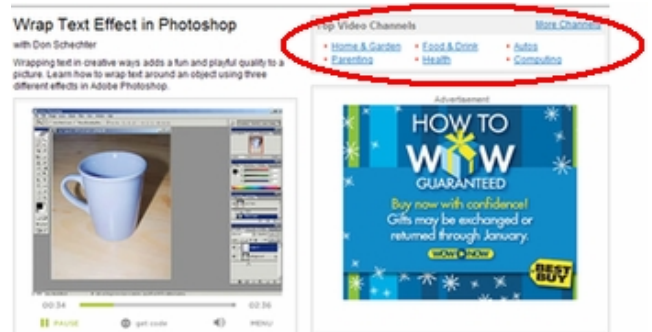 Wrap Text Effect in Photoshop
with Don Schechter
Wrapping text in creative ways adds a fun and playful quality to a
picture. Learn how to wrap text around an object using three
different effects in Adobe Photoshop.
00:34
02:36
PAUSE
get code
MENU
Top Video Channels
More Channels
Home & Garden
Food & Drink
Autos
Parenting
Health
Computing
Advertisement
HOW TO
WOW
GUARANTEED
Buy now with confidence!
Gifts may be exchanged or
returned through January.
WOW NOW
BEST
BUY